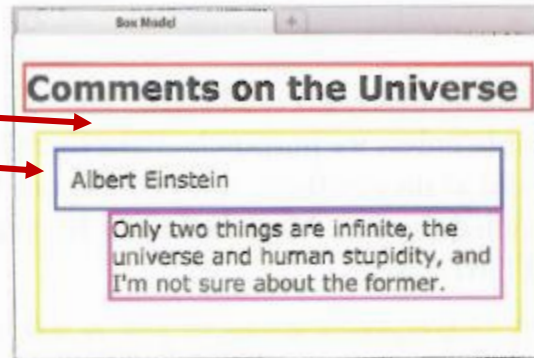 Box Model
+
Comments on the Universe
Albert Einstein
Only two things are infinite, the
universe and human stupidity, and
I'm not sure about the former.